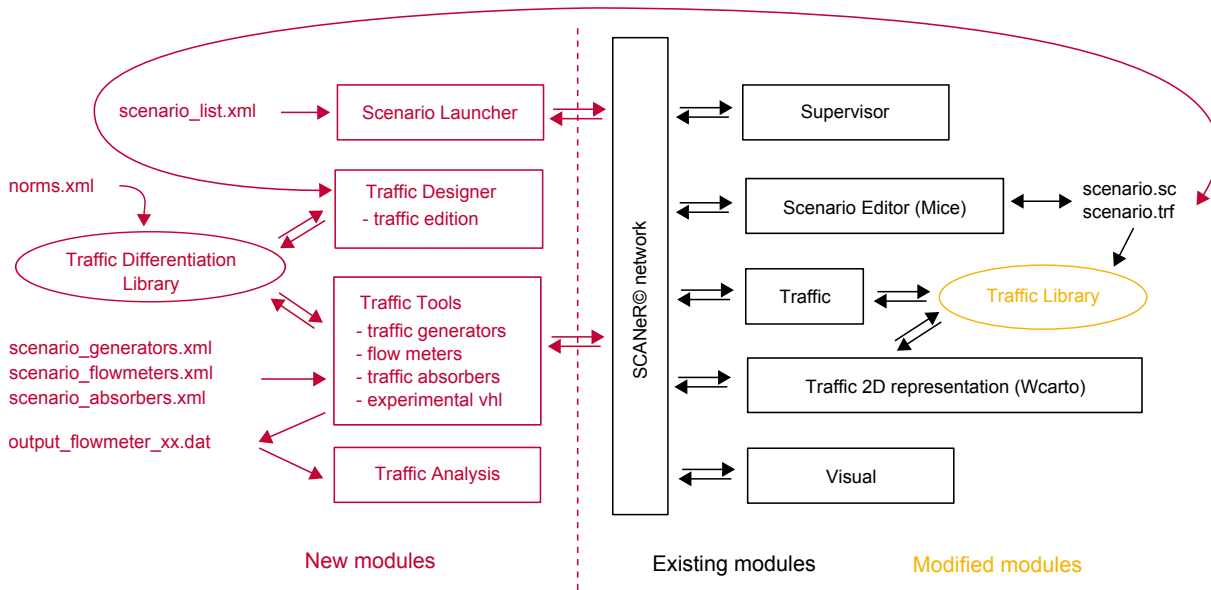 scenario_list.xml
Scenario Launcher
norms.xml
Traffic Designer
- traffic edition
Traffic Differentiation
Library
Traffic Tools
- traffic generators
- flow meters
- traffic absorbers
- experimental vhl
scenario_generators.xml
scenario_flowmeters.xml
scenario_absorbers.xml
output_flowmeter_xx.dat
Traffic Analysis
New modules
SCANeR© network
Supervisor
Scenario Editor (Mice)
scenario.sc
scenario.trf
Traffic
Traffic Library
Traffic 2D representation (Wcarto)
Visual
Existing modules
Modified modules